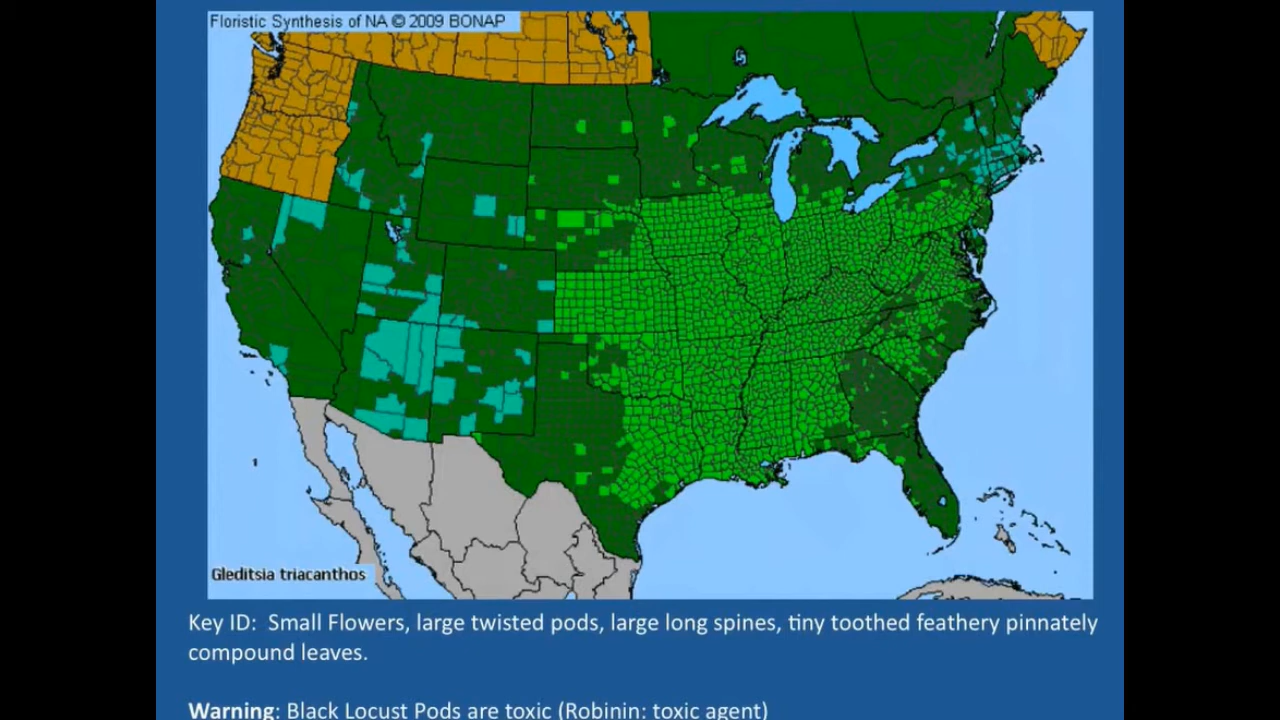 Floristic Synthesis of NA © 2009 BONAP
Gleditsia triacanthos
Key ID: Small Flowers, large twisted pods, large long spines, tiny toothed feathery pinnately
compound leaves.
Warning: Black Locust Pods are toxic (Robinin: toxic agent)